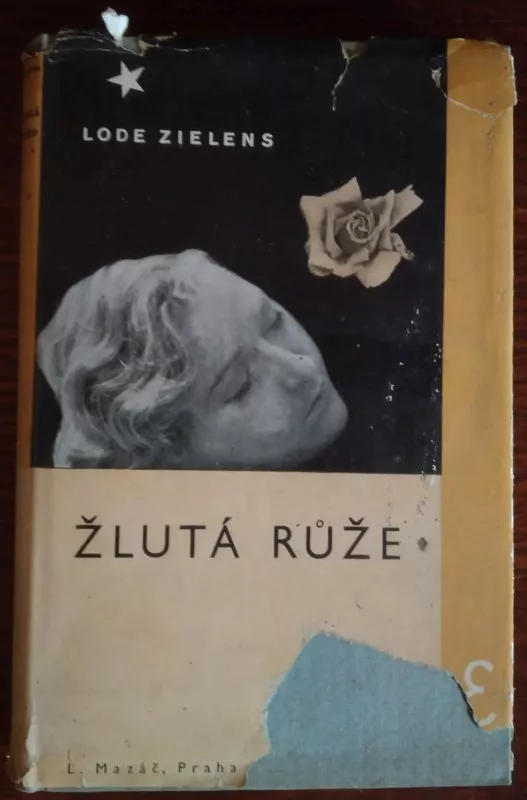 LODE ZIELENS
ŽLUTÁ RŮŽE
L. Mazáč, Praha